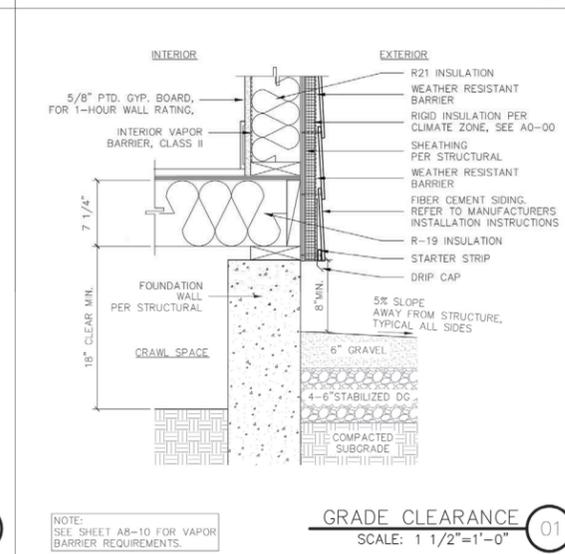 INTERIOR
EXTERIOR
5/8" PTD. GYP. BOARD,
FOR 1-HOUR WALL RATING,
INTERIOR VAPOR
BARRIER, CLASS II
R21 INSULATION
WEATHER RESISTANT
BARRIER
RIGID INSULATION PER
CLIMATE ZONE, SEE A0-00
SHEATHING
PER STRUCTURAL
WEATHER RESISTANT
BARRIER
FIBER CEMENT SIDING.
REFER TO MANUFACTURERS
INSTALLATION INSTRUCTIONS
R-19 INSULATION
STARTER STRIP
DRIP CAP
7 1/4"
18" CLEAR MIN.
FOUNDATION
WALL
PER STRUCTURAL
CRAWL SPACE
8"MIN.
5% SLOPE
AWAY FROM STRUCTURE,
TYPICAL ALL SIDES
6" GRAVEL
4-6"STABILIZED DG
COMPACTED
SUBGRADE
NOTE:
SEE SHEET A8-10 FOR VAPOR
BARRIER REQUIREMENTS.
GRADE CLEARANCE
SCALE: 1 1/2"=1'-0"
01